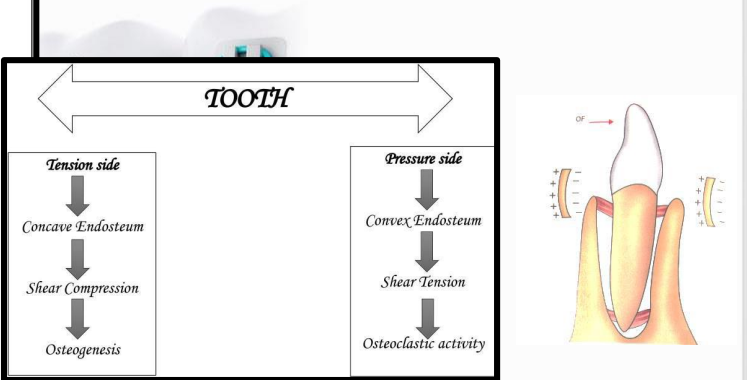 TOOTH
Tension side
Concave Endosteum
Shear Compression
Osteogenesis
Pressure side
Convex Endosteum
Shear Tension
Osteoclastic activity
OF
+ −
+ −
+ −
+ −
+
+ −
+ −
+ −
+ −